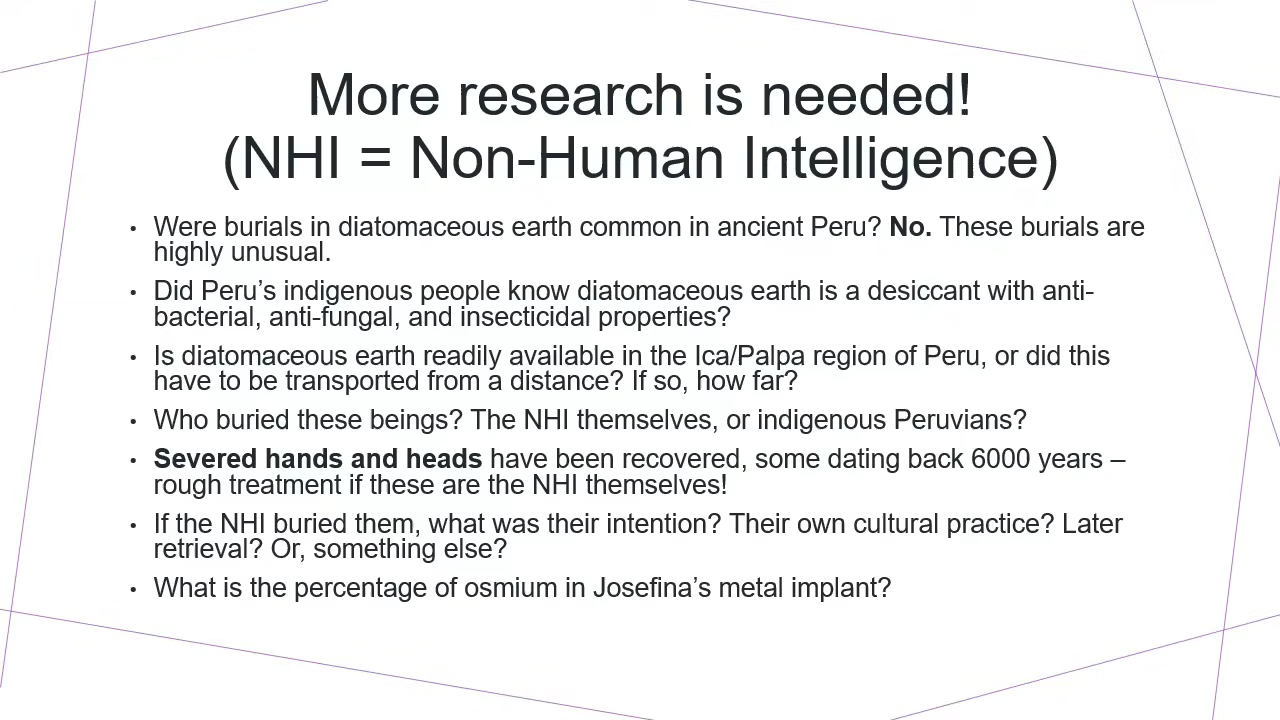 More research is needed!
(NHI = Non-Human Intelligence)
• Were burials in diatomaceous earth common in ancient Peru? No. These burials are
highly unusual.
• Did Peru’s indigenous people know diatomaceous earth is a desiccant with anti-
bacterial, anti-fungal, and insecticidal properties?
• Is diatomaceous earth readily available in the Ica/Palpa region of Peru, or did this
have to be transported from a distance? If so, how far?
• Who buried these beings? The NHI themselves, or indigenous Peruvians?
• Severed hands and heads have been recovered, some dating back 6000 years –
rough treatment if these are the NHI themselves!
• If the NHI buried them, what was their intention? Their own cultural practice? Later
retrieval? Or, something else?
• What is the percentage of osmium in Josefina’s metal implant?